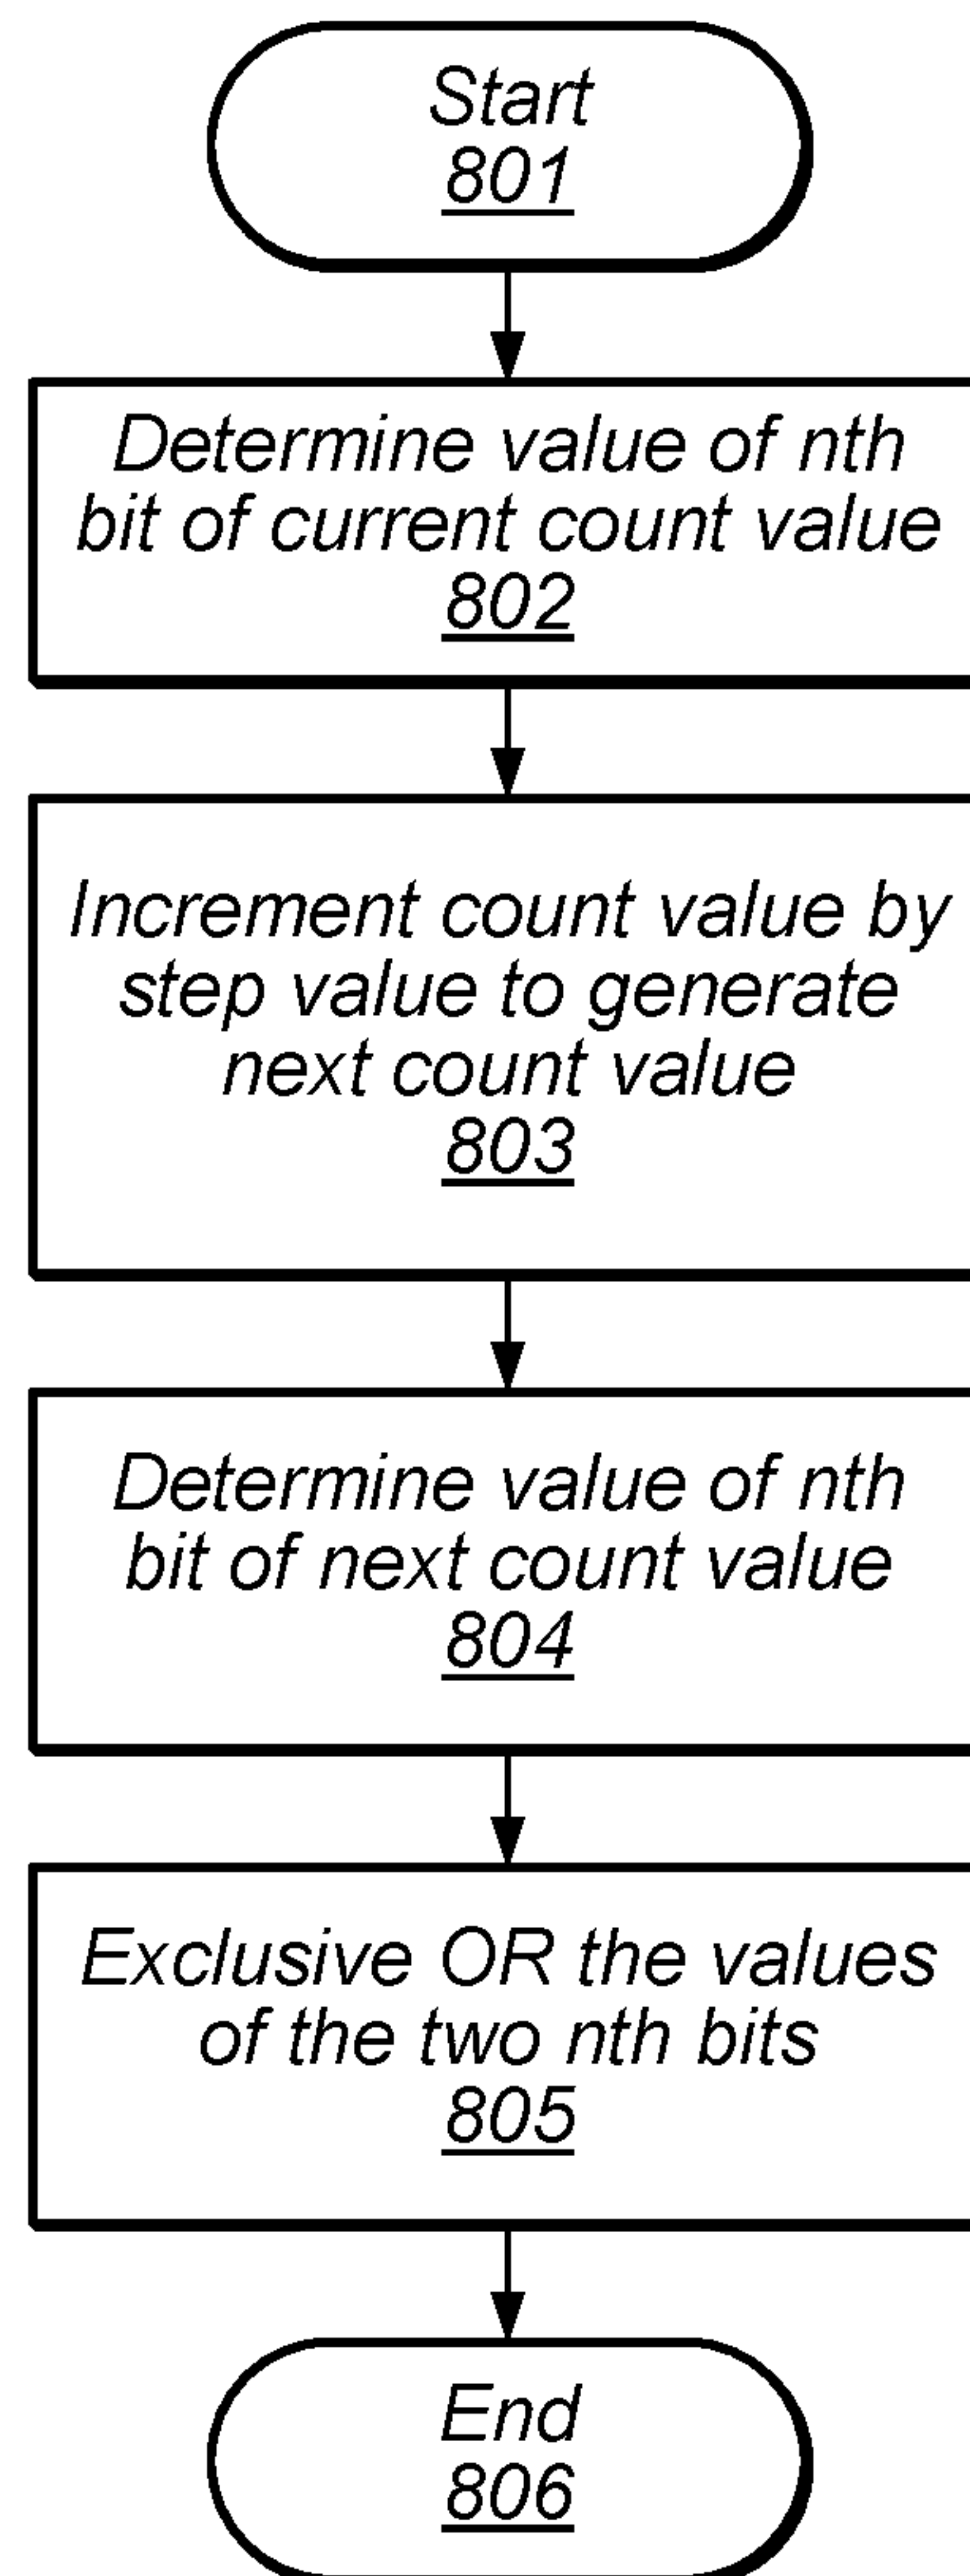 Start
801
Determine value of nth
bit of current count value
802
Increment count value by
step value to generate
next count value
803
Determine value of nth
bit of next count value
804
Exclusive OR the values
of the two nth bits
805
End
806